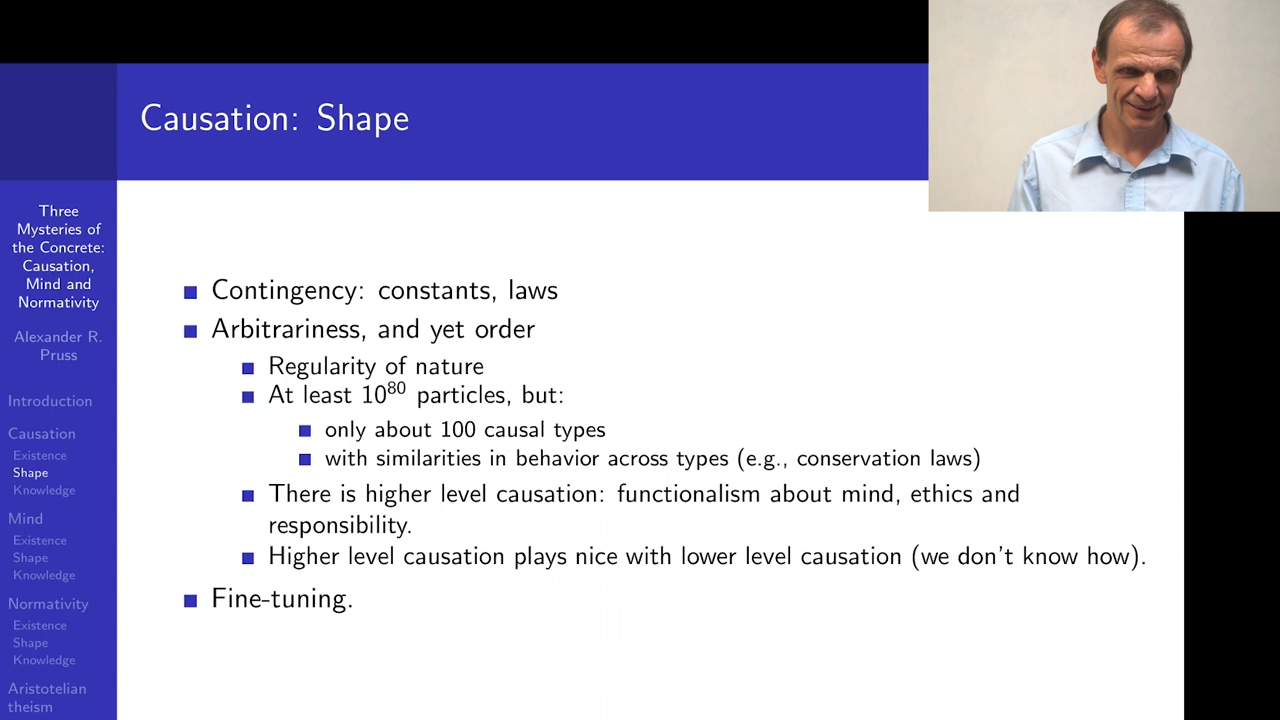 Causation: Shape
Three
Mysteries of
the Concrete:
Causation,
Mind and
Normativity
Alexander R.
Pruss
Introduction
Causation
Existence
Shape
Knowledge
Mind
Existence
Shape
Knowledge
Normativity
Existence
Shape
Knowledge
Aristotelian
theism
Contingency: constants, laws
Arbitrariness, and yet order
Regularity of nature
At least 10⁸⁰ particles, but:
only about 100 causal types
with similarities in behavior across types (e.g., conservation laws)
There is higher level causation: functionalism about mind, ethics and
responsibility.
Higher level causation plays nice with lower level causation (we don't know how).
Fine-tuning.